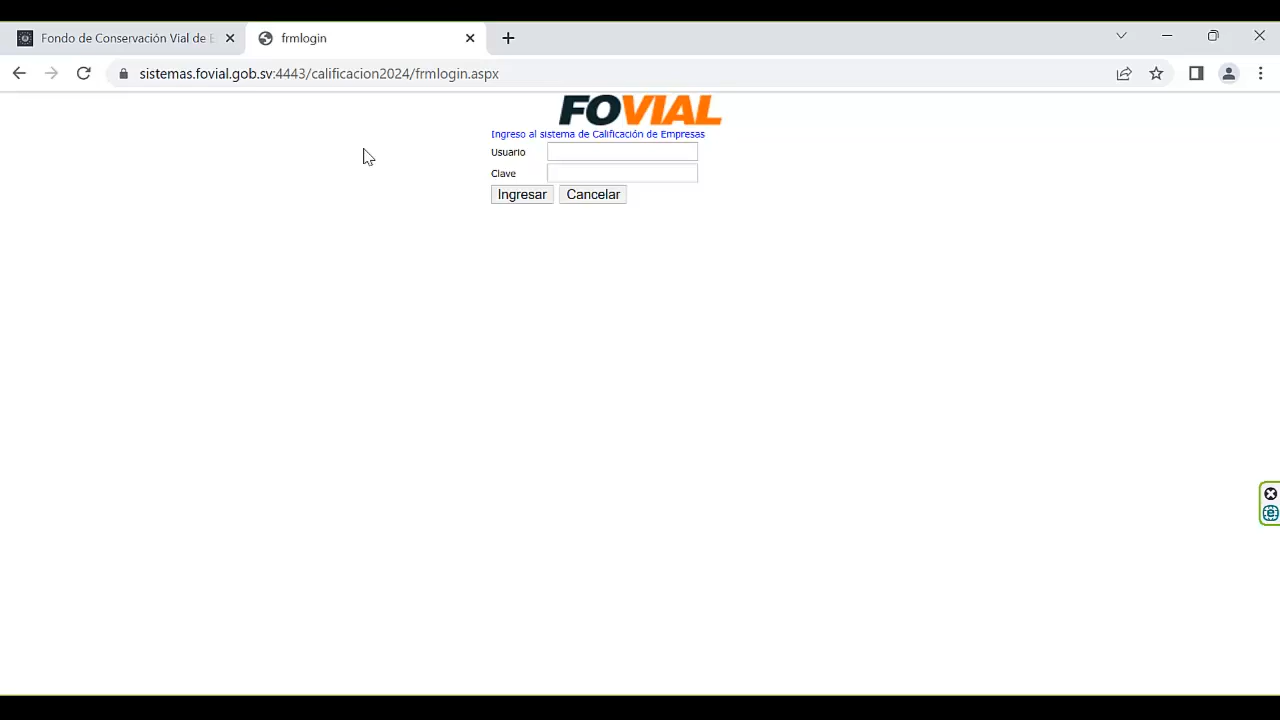 Fondo de Conservación Vial de E
frmlogin
sistemas.fovial.gob.sv:4443/calificacion2024/frmlogin.aspx
FOVIAL
Ingreso al sistema de Calificación de Empresas
Usuario
Clave
Ingresar Cancelar